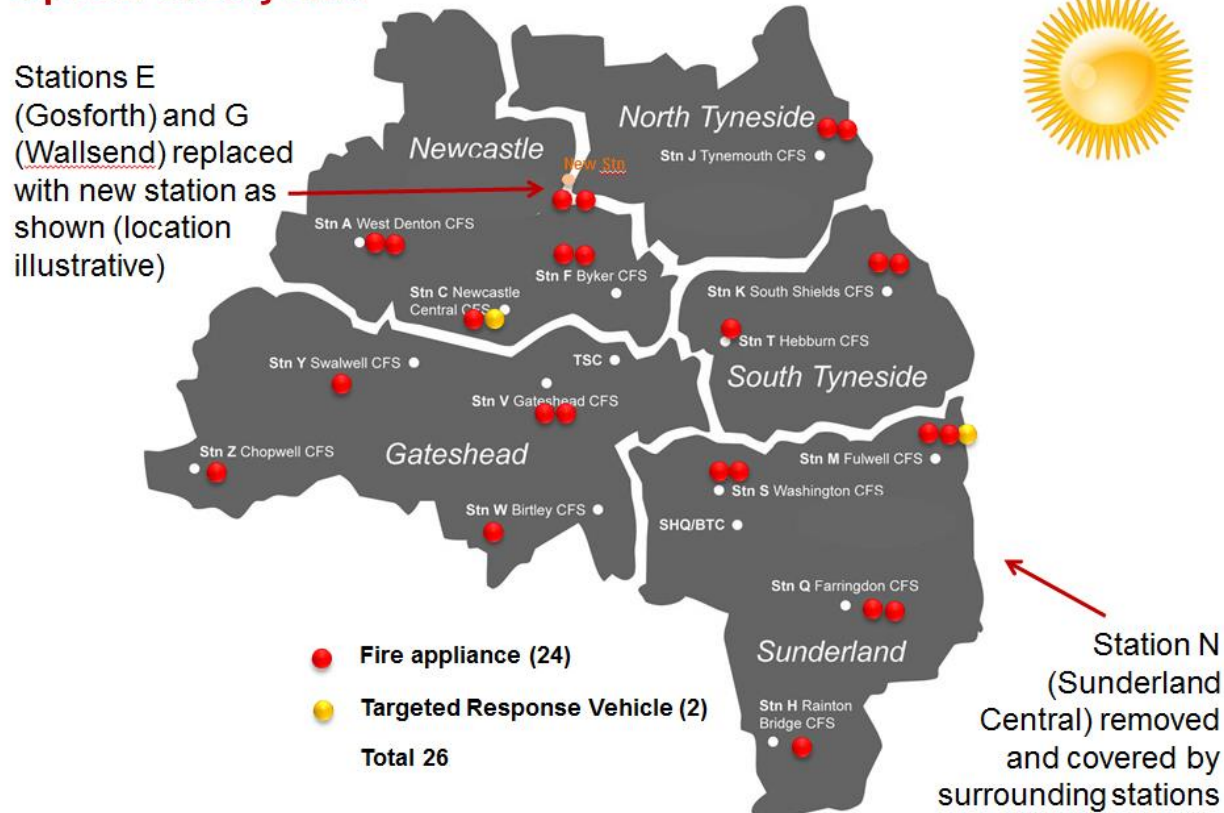 Stations E
(Gosforth) and G
(Wallsend) replaced
with new station as
shown (location
illustrative)
North Tyneside
Newcastle
Stn J Tynemouth CFS
New Stn
Stn A West Denton CFS
Stn F Byker CFS
Stn C Newcastle
Central CFS
Stn K South Shields CFS
Stn T Hebburn CFS
South Tyneside
Stn Y Swalwell CFS
TSC
Stn V Gateshead CFS
Gateshead
Stn Z Chopwell CFS
Stn M Fulwell CFS
Stn S Washington CFS
Stn W Birtley CFS
SHQ/BTC
Stn Q Farringdon CFS
Sunderland
Stn H Rainton
Bridge CFS
Fire appliance (24)
Targeted Response Vehicle (2)
Total 26
Station N
(Sunderland
Central) removed
and covered by
surrounding stations